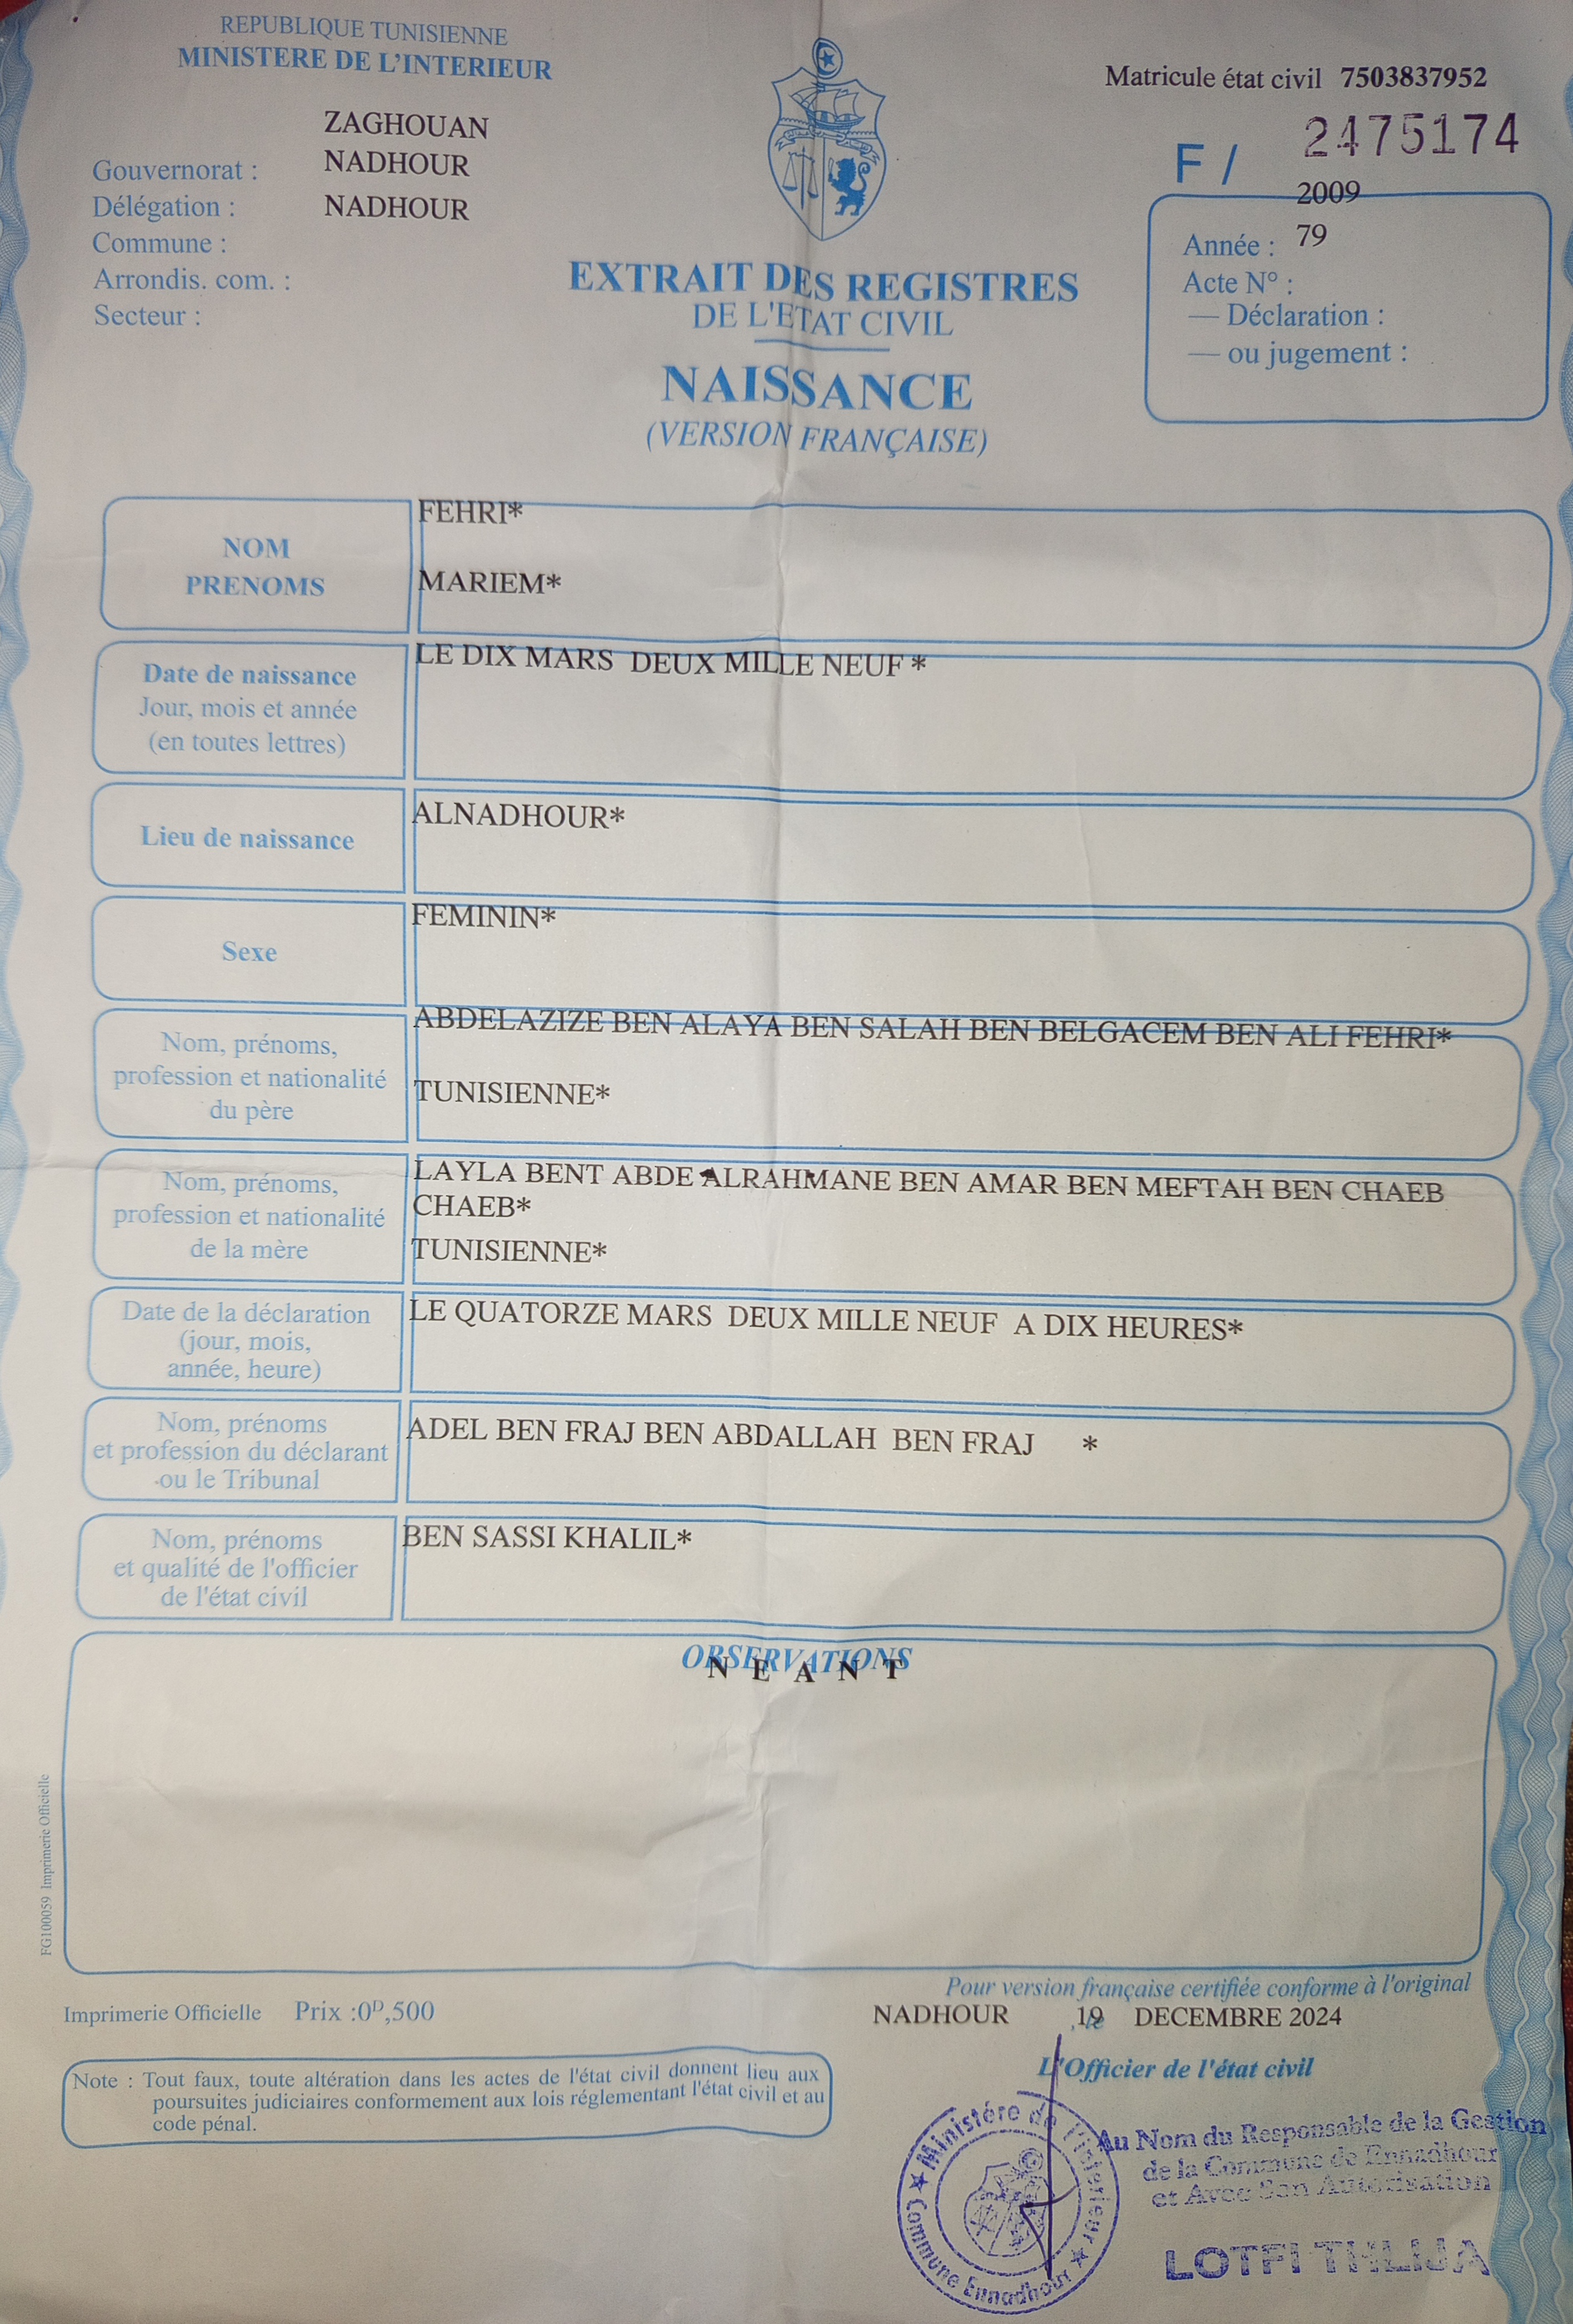 REPUBLIQUE TUNISIENNE
MINISTERE DE L'INTERIEUR
Matricule état civil 7503837952
F / 2475174
ZAGHOUAN
Gouvernorat : NADHOUR
Délégation : NADHOUR
Commune :
Arrondis. com. :
Secteur :
2009
Année : 79
Acte N° :
— Déclaration :
— ou jugement :
EXTRAIT DES REGISTRES
DE L'ETAT CIVIL
NAISSANCE
(VERSION FRANÇAISE)
NOM
PRENOMS
FEHRI*
MARIEM*
Date de naissance
Jour, mois et année
(en toutes lettres)
LE DIX MARS DEUX MILLE NEUF *
Lieu de naissance
ALNADHOUR*
Sexe
FEMININ*
Nom, prénoms,
profession et nationalité
du père
ABDELAZIZE BEN ALAYA BEN SALAH BEN BELGACEM BEN ALI FEHRI*
TUNISIENNE*
Nom, prénoms,
profession et nationalité
de la mère
LAYLA BENT ABDE ALRAHMANE BEN AMAR BEN MEFTAH BEN CHAEB
CHAEB*
TUNISIENNE*
Date de la déclaration
(jour, mois,
année, heure)
LE QUATORZE MARS DEUX MILLE NEUF A DIX HEURES*
Nom, prénoms
et profession du déclarant
ou le Tribunal
ADEL BEN FRAJ BEN ABDALLAH BEN FRAJ *
Nom, prénoms
et qualité de l'officier
de l'état civil
BEN SASSI KHALIL*
OBSERVATIONS
N E A N T
FG100059 Imprimerie Officielle
Imprimerie Officielle Prix :0ᴰ,500
Pour version française certifiée conforme à l'original
NADHOUR , le 19 DECEMBRE 2024
L'Officier de l'état civil
Note : Tout faux, toute altération dans les actes de l'état civil donnent lieu aux
poursuites judiciaires conformement aux lois réglementant l'état civil et au
code pénal.
Ministére de l'Interieur
Commune Ennadhour
Au Nom du Responsable de la Gestion
de la Commune de Ennadhour
et Avec Son Autorisation
LOTFI THLIJA